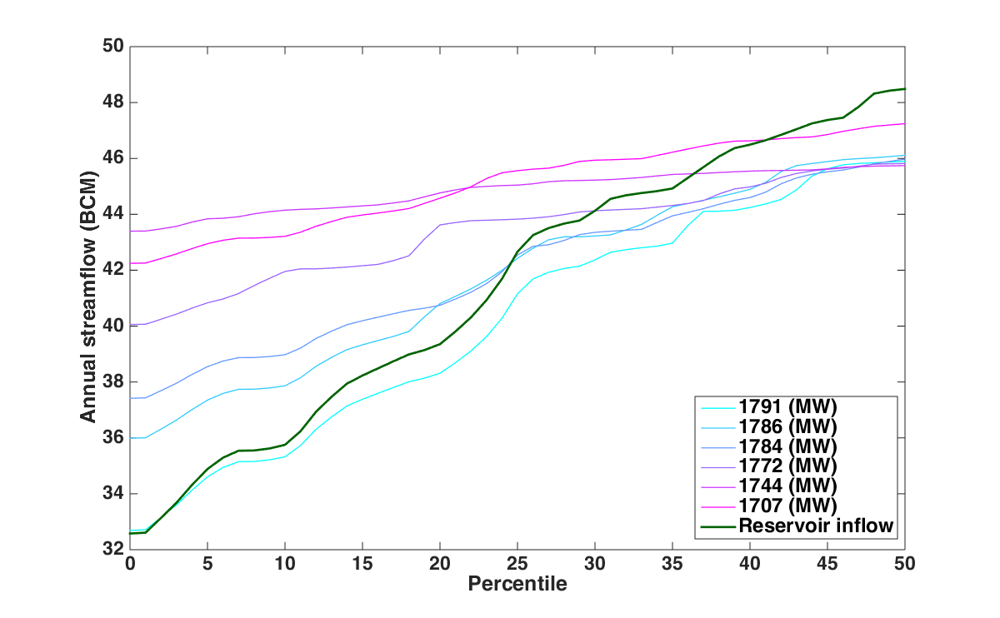 50
48
46
44
42
40
38
36
34
32
Annual streamflow (BCM)
1791 (MW)
1786 (MW)
1784 (MW)
1772 (MW)
1744 (MW)
1707 (MW)
Reservoir inflow
0 5 10 15 20 25 30 35 40 45 50
Percentile